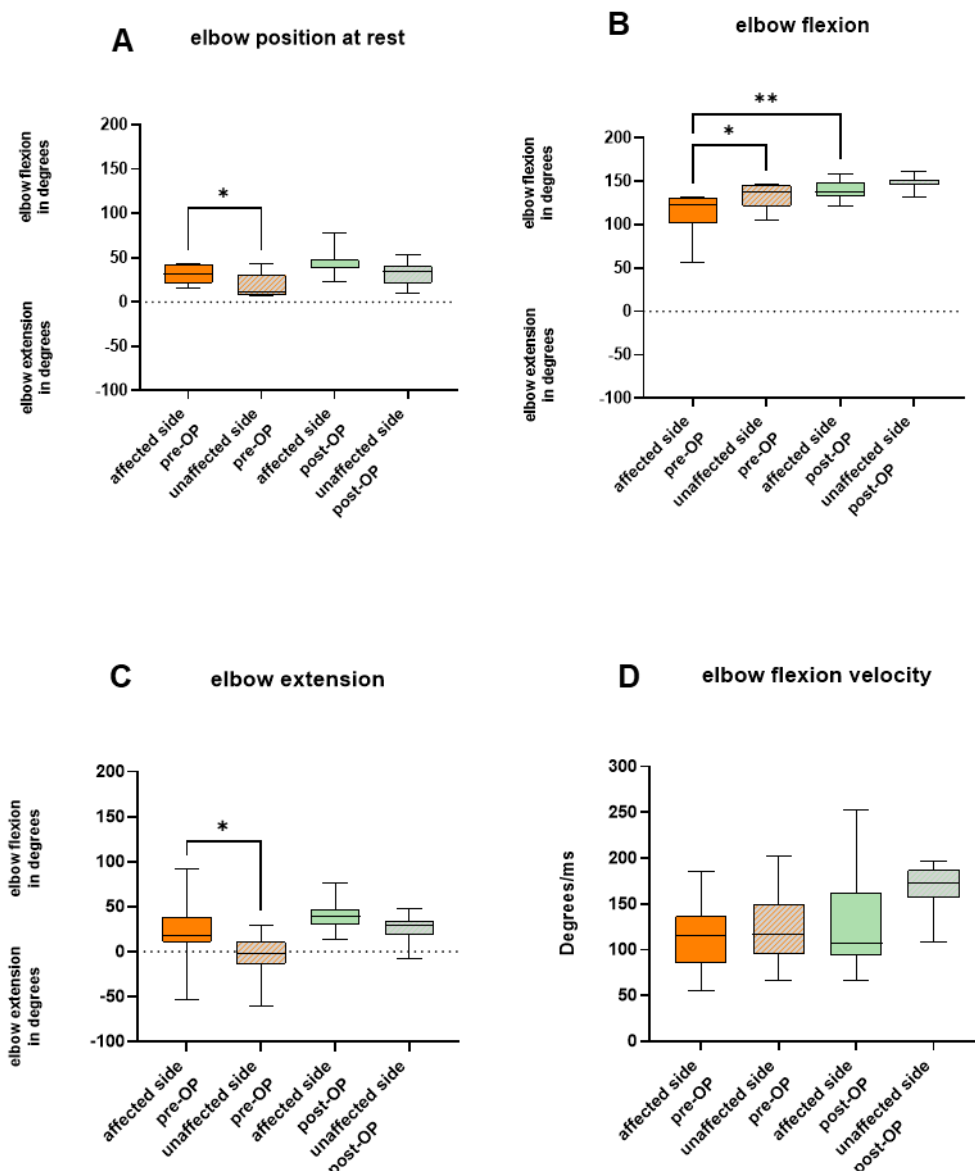 A
elbow position at rest
elbow flexion
in degrees
elbow extension
in degrees
200
150
100
50
0
-50
-100
*
affected side
pre-OP
unaffected side
pre-OP
affected side
post-OP
unaffected side
post-OP
B
elbow flexion
elbow flexion
in degrees
elbow extension
in degrees
200
150
100
50
0
-50
-100
**
*
affected side
pre-OP
unaffected side
pre-OP
affected side
post-OP
unaffected side
post-OP
C
elbow extension
elbow flexion
in degrees
elbow extension
in degrees
200
150
100
50
0
-50
-100
*
affected side
pre-OP
unaffected side
pre-OP
affected side
post-OP
unaffected side
post-OP
D
elbow flexion velocity
Degrees/ms
300
250
200
150
100
50
0
affected side
pre-OP
unaffected side
pre-OP
affected side
post-OP
unaffected side
post-OP